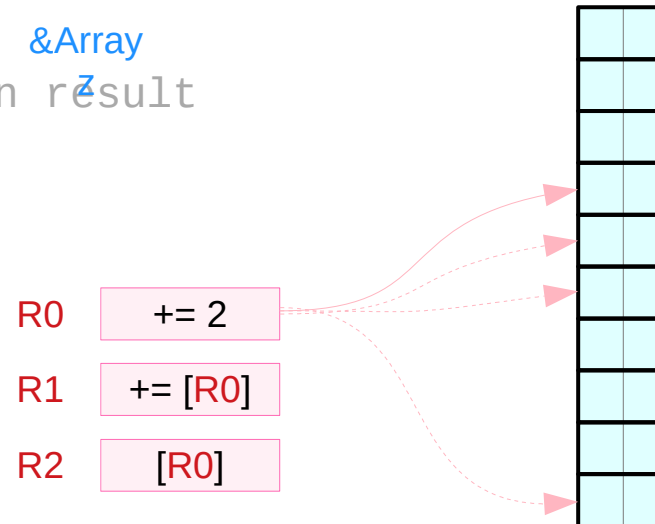 &Array
z
n result
R0 += 2
R1 += [R0]
R2 [R0]